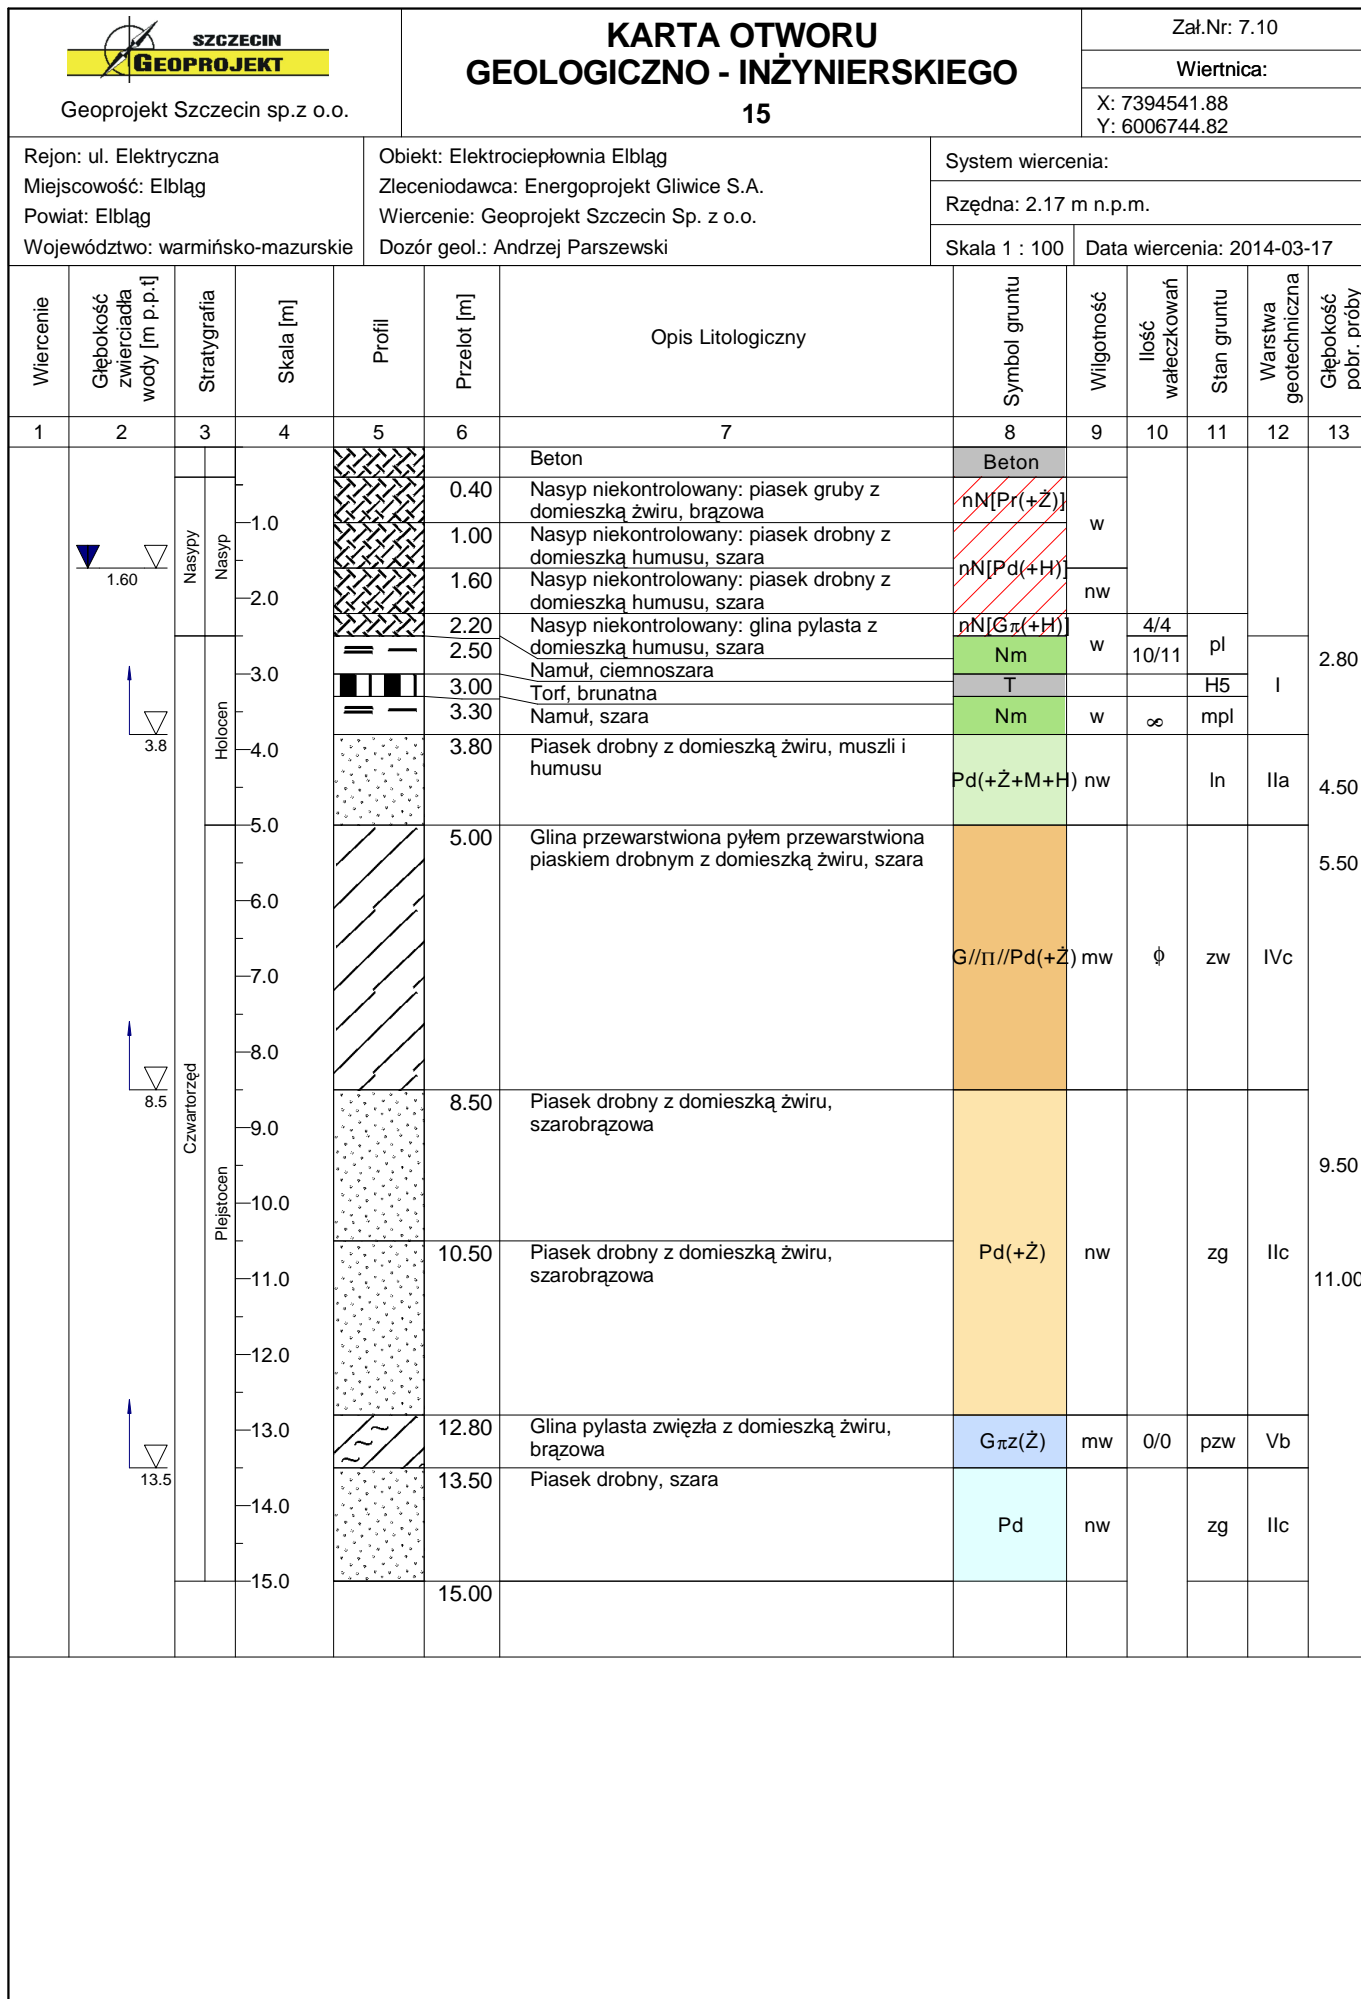 SZCZECIN
GEOPROJEKT
Geoprojekt Szczecin sp.z o.o.
KARTA OTWORU
GEOLOGICZNO - INŻYNIERSKIEGO
15
Zał.Nr: 7.10
Wiertnica:
X: 7394541.88
Y: 6006744.82
Rejon: ul. Elektryczna
Miejscowość: Elbląg
Powiat: Elbląg
Województwo: warmińsko-mazurskie
Obiekt: Elektrociepłownia Elbląg
Zleceniodawca: Energoprojekt Gliwice S.A.
Wiercenie: Geoprojekt Szczecin Sp. z o.o.
Dozór geol.: Andrzej Parszewski
System wiercenia:
Rzędna: 2.17 m n.p.m.
Skala 1 : 100
Data wiercenia: 2014-03-17
Wiercenie
Głębokość
zwierciadła
wody [m p.p.t]
Stratygrafia
Skala [m]
Profil
Przelot [m]
Opis Litologiczny
Symbol gruntu
Wilgotność
Ilość
wałeczkowań
Stan gruntu
Warstwa
geotechniczna
Głębokość
pobr. próby
1 2 3 4 5 6 7 8 9 10 11 12 13
1.60
3.8
8.5
13.5
Nasypy
Nasyp
Czwartorzęd
Holocen
Plejstocen
1.0
2.0
3.0
4.0
5.0
6.0
7.0
8.0
9.0
10.0
11.0
12.0
13.0
14.0
15.0
Beton
Beton
0.40
Nasyp niekontrolowany: piasek gruby z
domieszką żwiru, brązowa
nN[Pr(+Ż)]
w
1.00
Nasyp niekontrolowany: piasek drobny z
domieszką humusu, szara
nN[Pd(+H)]
1.60
Nasyp niekontrolowany: piasek drobny z
domieszką humusu, szara
nw
2.20
Nasyp niekontrolowany: glina pylasta z
domieszką humusu, szara
nN[Gπ(+H)]
w
4/4
pl
2.50
Namuł, ciemnoszara
Nm
10/11
I
2.80
3.00
Torf, brunatna
T
H5
3.30
Namuł, szara
Nm
w
∞
mpl
3.80
Piasek drobny z domieszką żwiru, muszli i
humusu
Pd(+Ż+M+H)
nw
ln
IIa
4.50
5.00
Glina przewarstwiona pyłem przewarstwiona
piaskiem drobnym z domieszką żwiru, szara
G//Π//Pd(+Ż)
mw
ϕ
zw
IVc
5.50
8.50
Piasek drobny z domieszką żwiru,
szarobrązowa
Pd(+Ż)
nw
zg
IIc
9.50
10.50
Piasek drobny z domieszką żwiru,
szarobrązowa
11.00
12.80
Glina pylasta zwięzła z domieszką żwiru,
brązowa
Gπz(Ż)
mw
0/0
pzw
Vb
13.50
Piasek drobny, szara
Pd
nw
zg
IIc
15.00